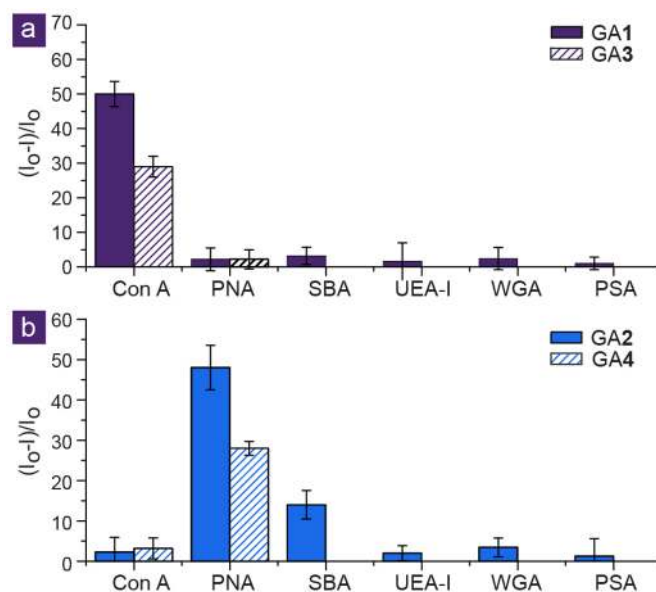 a
GA1
GA3
(I₀-I)/I₀
70
60
50
40
30
20
10
0
Con A PNA SBA UEA-I WGA PSA
b
GA2
GA4
(I₀-I)/I₀
60
50
40
30
20
10
0
Con A PNA SBA UEA-I WGA PSA